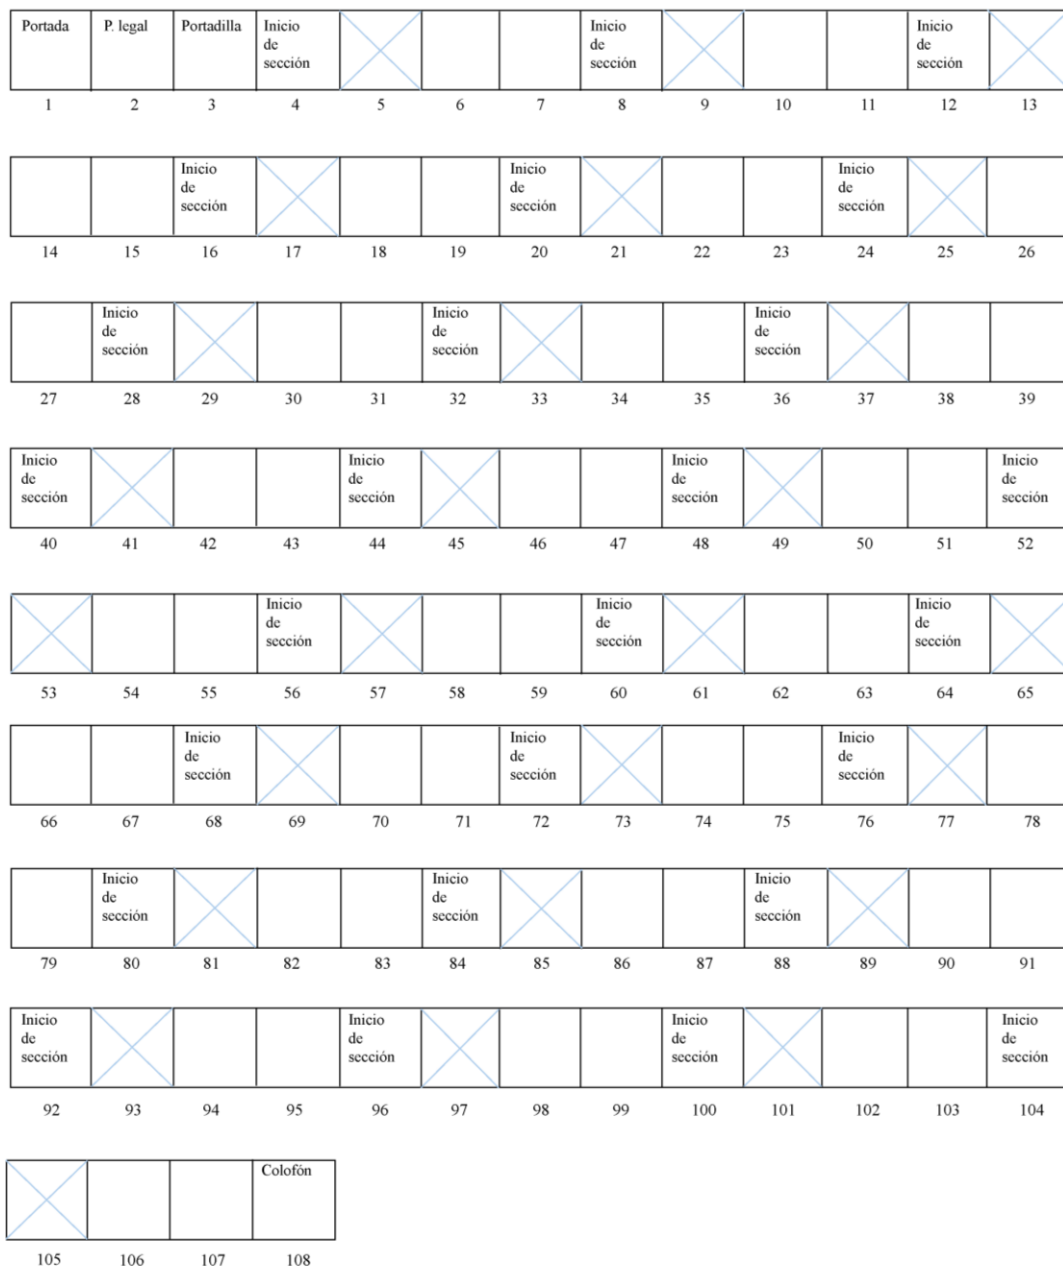 Portada P. legal Portadilla Inicio Inicio Inicio
de de de
sección sección sección
1 2 3 4 5 6 7 8 9 10 11 12 13
Inicio Inicio Inicio
de de de
sección sección sección
14 15 16 17 18 19 20 21 22 23 24 25 26
Inicio Inicio Inicio
de de de
sección sección sección
27 28 29 30 31 32 33 34 35 36 37 38 39
Inicio Inicio Inicio Inicio
de de de de
sección sección sección sección
40 41 42 43 44 45 46 47 48 49 50 51 52
Inicio Inicio Inicio
de de de
sección sección sección
53 54 55 56 57 58 59 60 61 62 63 64 65
Inicio Inicio Inicio
de de de
sección sección sección
66 67 68 69 70 71 72 73 74 75 76 77 78
Inicio Inicio Inicio
de de de
sección sección sección
79 80 81 82 83 84 85 86 87 88 89 90 91
Inicio Inicio Inicio Inicio
de de de de
sección sección sección sección
92 93 94 95 96 97 98 99 100 101 102 103 104
Colofón
105 106 107 108